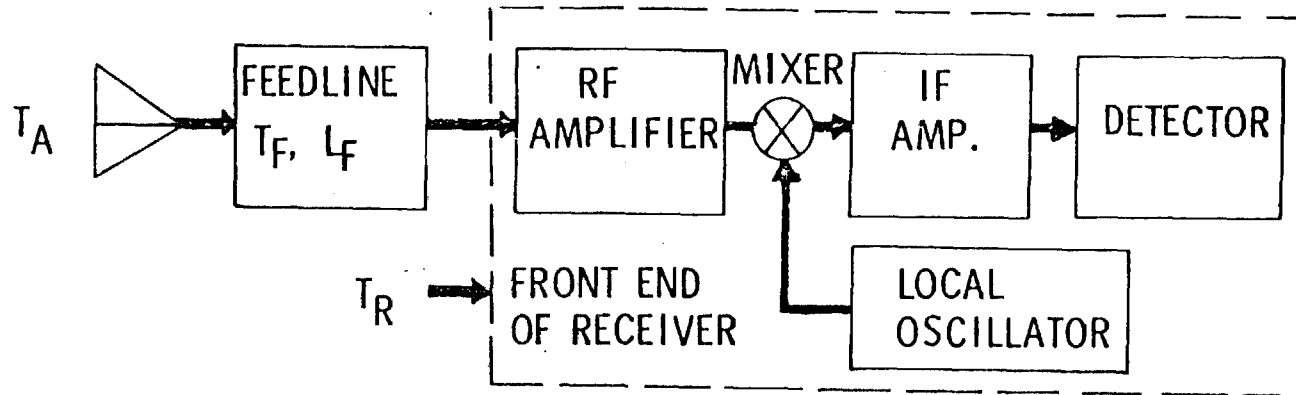 T_A
FEEDLINE
T_F, L_F
RF
AMPLIFIER
MIXER
IF
AMP.
DETECTOR
T_R
FRONT END
OF RECEIVER
LOCAL
OSCILLATOR